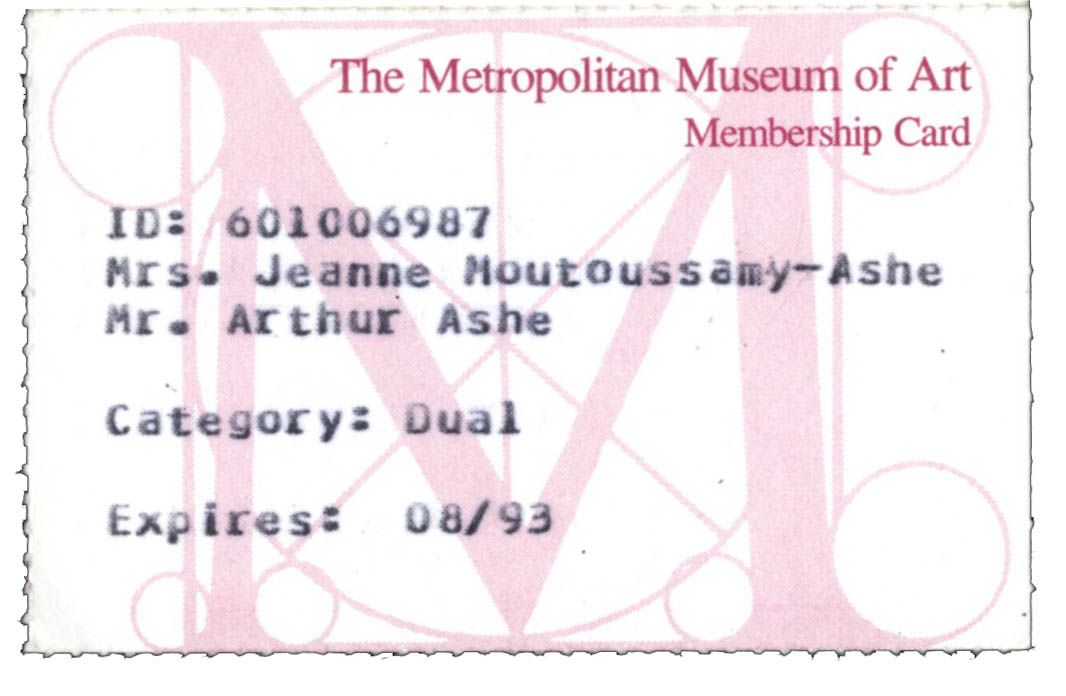 The Metropolitan Museum of Art
Membership Card
ID: 601006987
Mrs. Jeanne Moutoussamy-Ashe
Mr. Arthur Ashe
Category: Dual
Expires: 08/93